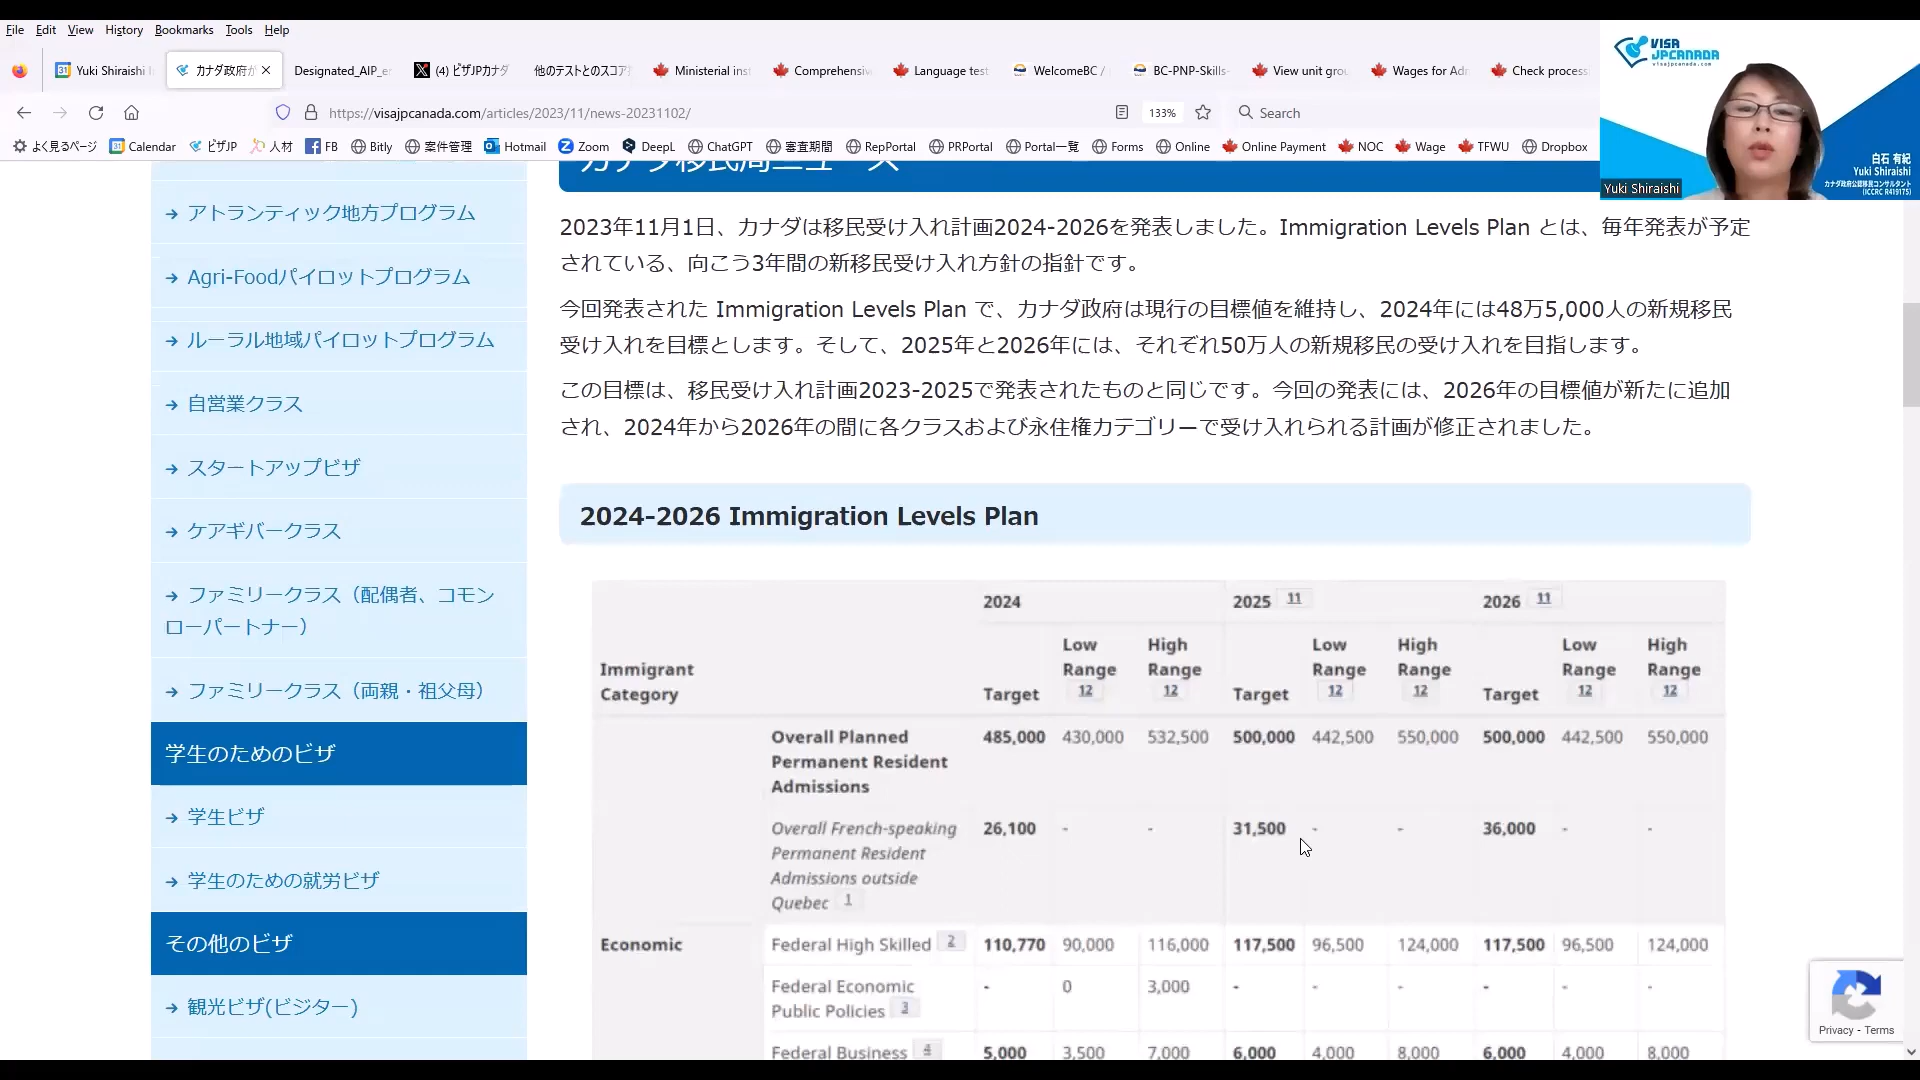 File Edit View History Bookmarks Tools Help
Yuki Shiraishi
カナダ政府が
Designated_AIP_e
(4) ビザJPカナダ
他のテストとのスコア
Ministerial inst
Comprehensive
Language test
WelcomeBC /
BC-PNP-Skills-
View unit grou
Wages for Adr
Check process
https://visajpcanada.com/articles/2023/11/news-20231102/
133%
Search
よく見るページ Calendar ビザJP 人材 FB Bitly 案件管理 Hotmail Zoom DeepL ChatGPT 審査期間 RepPortal PRPortal Portal一覧 Forms Online Online Payment NOC Wage TFWU Dropbox
VISA
JPCANADA
visajpcanada.com
白石 有紀
Yuki Shiraishi
カナダ政府公認移民コンサルタント
(ICCRC R419175)
Yuki Shiraishi
カナダ移民局ニュース
→ アトランティック地方プログラム
→ Agri-Foodパイロットプログラム
→ ルーラル地域パイロットプログラム
→ 自営業クラス
→ スタートアップビザ
→ ケアギバークラス
→ ファミリークラス（配偶者、コモン
ローパートナー）
→ ファミリークラス（両親・祖父母）
学生のためのビザ
→ 学生ビザ
→ 学生のための就労ビザ
その他のビザ
→ 観光ビザ(ビジター)
2023年11月1日、カナダは移民受け入れ計画2024-2026を発表しました。Immigration Levels Plan とは、毎年発表が予定
されている、向こう3年間の新移民受け入れ方針の指針です。
今回発表された Immigration Levels Plan で、カナダ政府は現行の目標値を維持し、2024年には48万5,000人の新規移民
受け入れを目標とします。そして、2025年と2026年には、それぞれ50万人の新規移民の受け入れを目指します。
この目標は、移民受け入れ計画2023-2025で発表されたものと同じです。今回の発表には、2026年の目標値が新たに追加
され、2024年から2026年の間に各クラスおよび永住権カテゴリーで受け入れられる計画が修正されました。
2024-2026 Immigration Levels Plan
2024 2025 11 2026 11
Immigrant
Category
Target Low Range 12 High Range 12 Target Low Range 12 High Range 12 Target Low Range 12 High Range 12
Overall Planned 485,000 430,000 532,500 500,000 442,500 550,000 500,000 442,500 550,000
Permanent Resident
Admissions
Overall French-speaking 26,100 - - 31,500 - - 36,000 - -
Permanent Resident
Admissions outside
Quebec 1
Economic Federal High Skilled 2 110,770 90,000 116,000 117,500 96,500 124,000 117,500 96,500 124,000
Federal Economic - 0 3,000 - - - - - -
Public Policies 3
Federal Business 4 5,000 3,500 7,000 6,000 4,000 8,000 6,000 4,000 8,000
Privacy - Terms